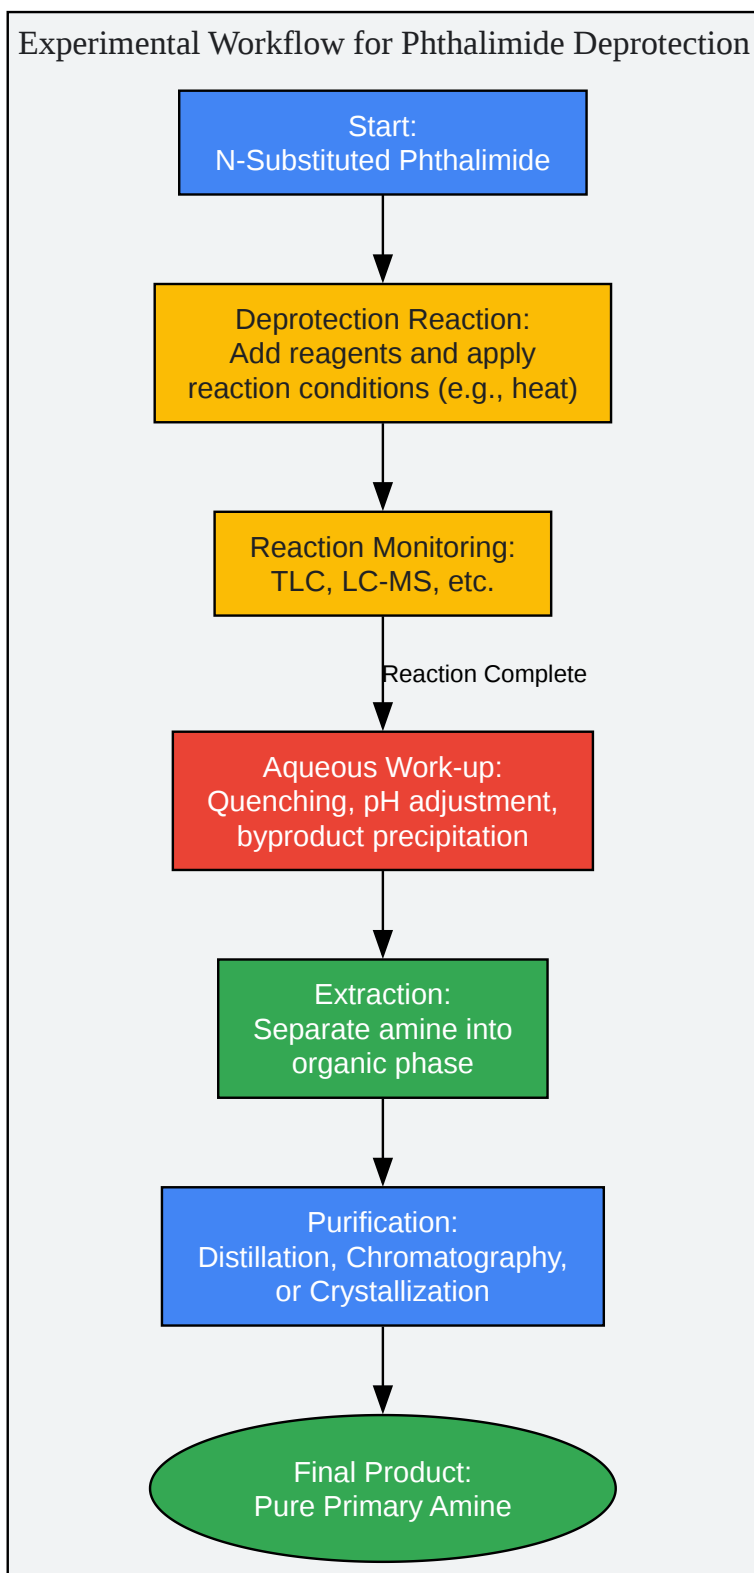 Experimental Workflow for Phthalimide Deprotection
Start:
N-Substituted Phthalimide
Deprotection Reaction:
Add reagents and apply
reaction conditions (e.g., heat)
Reaction Monitoring:
TLC, LC-MS, etc.
Reaction Complete
Aqueous Work-up:
Quenching, pH adjustment,
byproduct precipitation
Extraction:
Separate amine into
organic phase
Purification:
Distillation, Chromatography,
or Crystallization
Final Product:
Pure Primary Amine